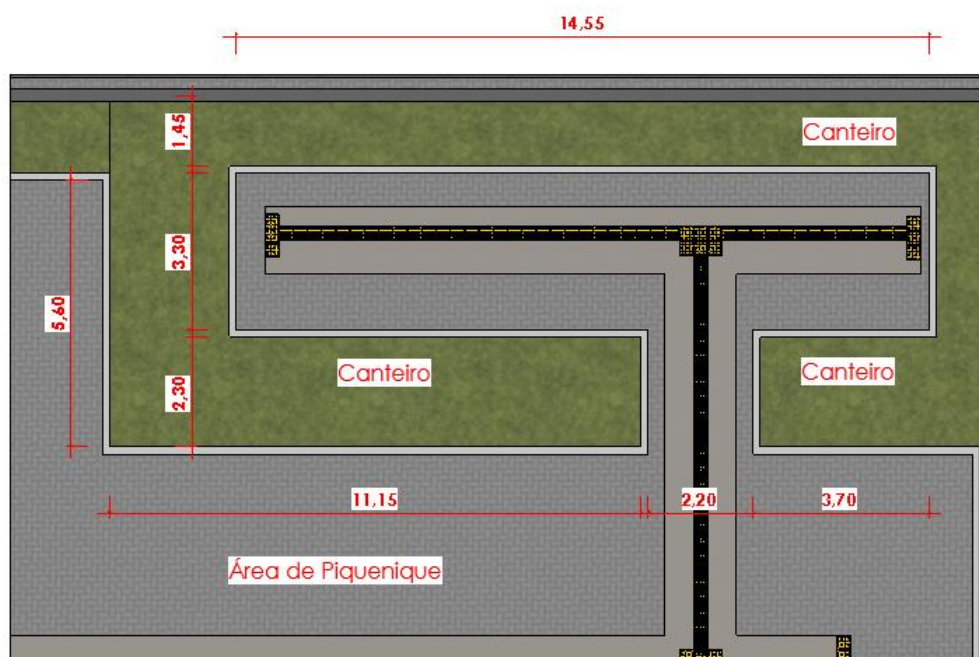 14,55
1,45
Canteiro
3,30
5,60
2,30
Canteiro
Canteiro
11,15
2,20
3,70
Área de Piquenique